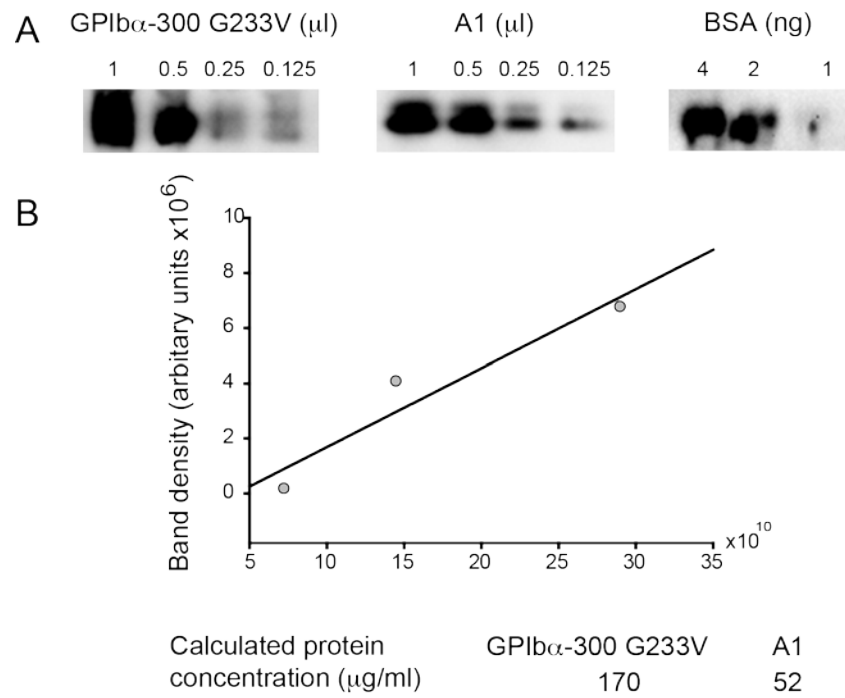 A
GPIbα-300 G233V (μl)
1 0.5 0.25 0.125
A1 (μl)
1 0.5 0.25 0.125
BSA (ng)
4 2 1
B
Band density (arbitary units x10⁶)
10
8
6
4
2
0
5 10 15 20 25 30 35
x10¹⁰
Calculated protein GPIbα-300 G233V A1
concentration (μg/ml) 170 52